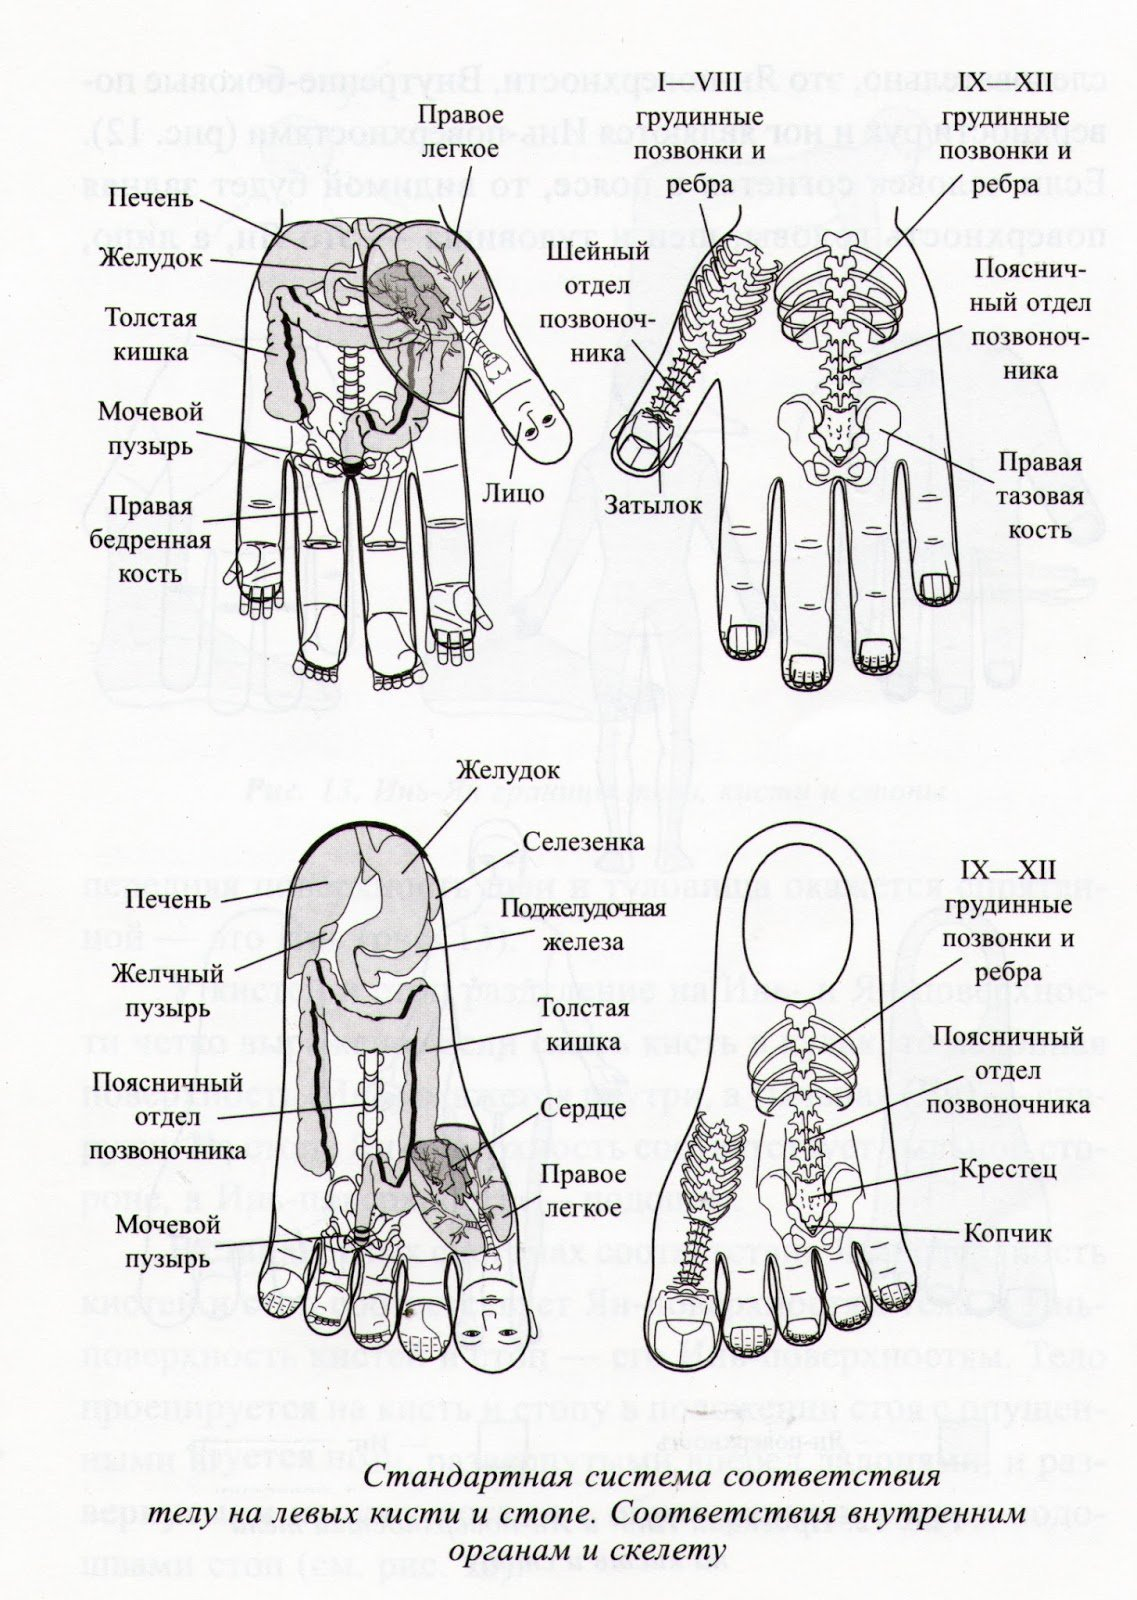 Правое
легкое
Печень
Желудок
Толстая
кишка
Мочевой
пузырь
Правая
бедренная
кость
Лицо
I—VIII
грудинные
позвонки и
ребра
IX—XII
грудинные
позвонки и
ребра
Шейный
отдел
позвоноч-
ника
Пояснич-
ный отдел
позвоноч-
ника
Затылок
Правая
тазовая
кость
Желудок
Селезенка
Печень
Поджелудочная
железа
Желчный
пузырь
Толстая
кишка
Поясничный
отдел
позвоночника
Сердце
Правое
легкое
Мочевой
пузырь
IX—XII
грудинные
позвонки и
ребра
Поясничный
отдел
позвоночника
Крестец
Копчик
Стандартная система соответствия
телу на левых кисти и стопе. Соответствия внутренним
органам и скелету